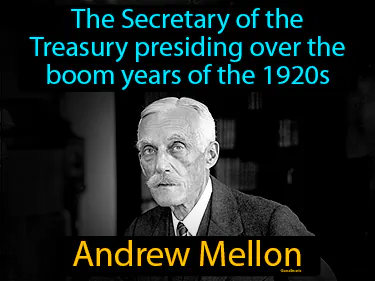 The Secretary of the
Treasury presiding over the
boom years of the 1920s
Andrew Mellon